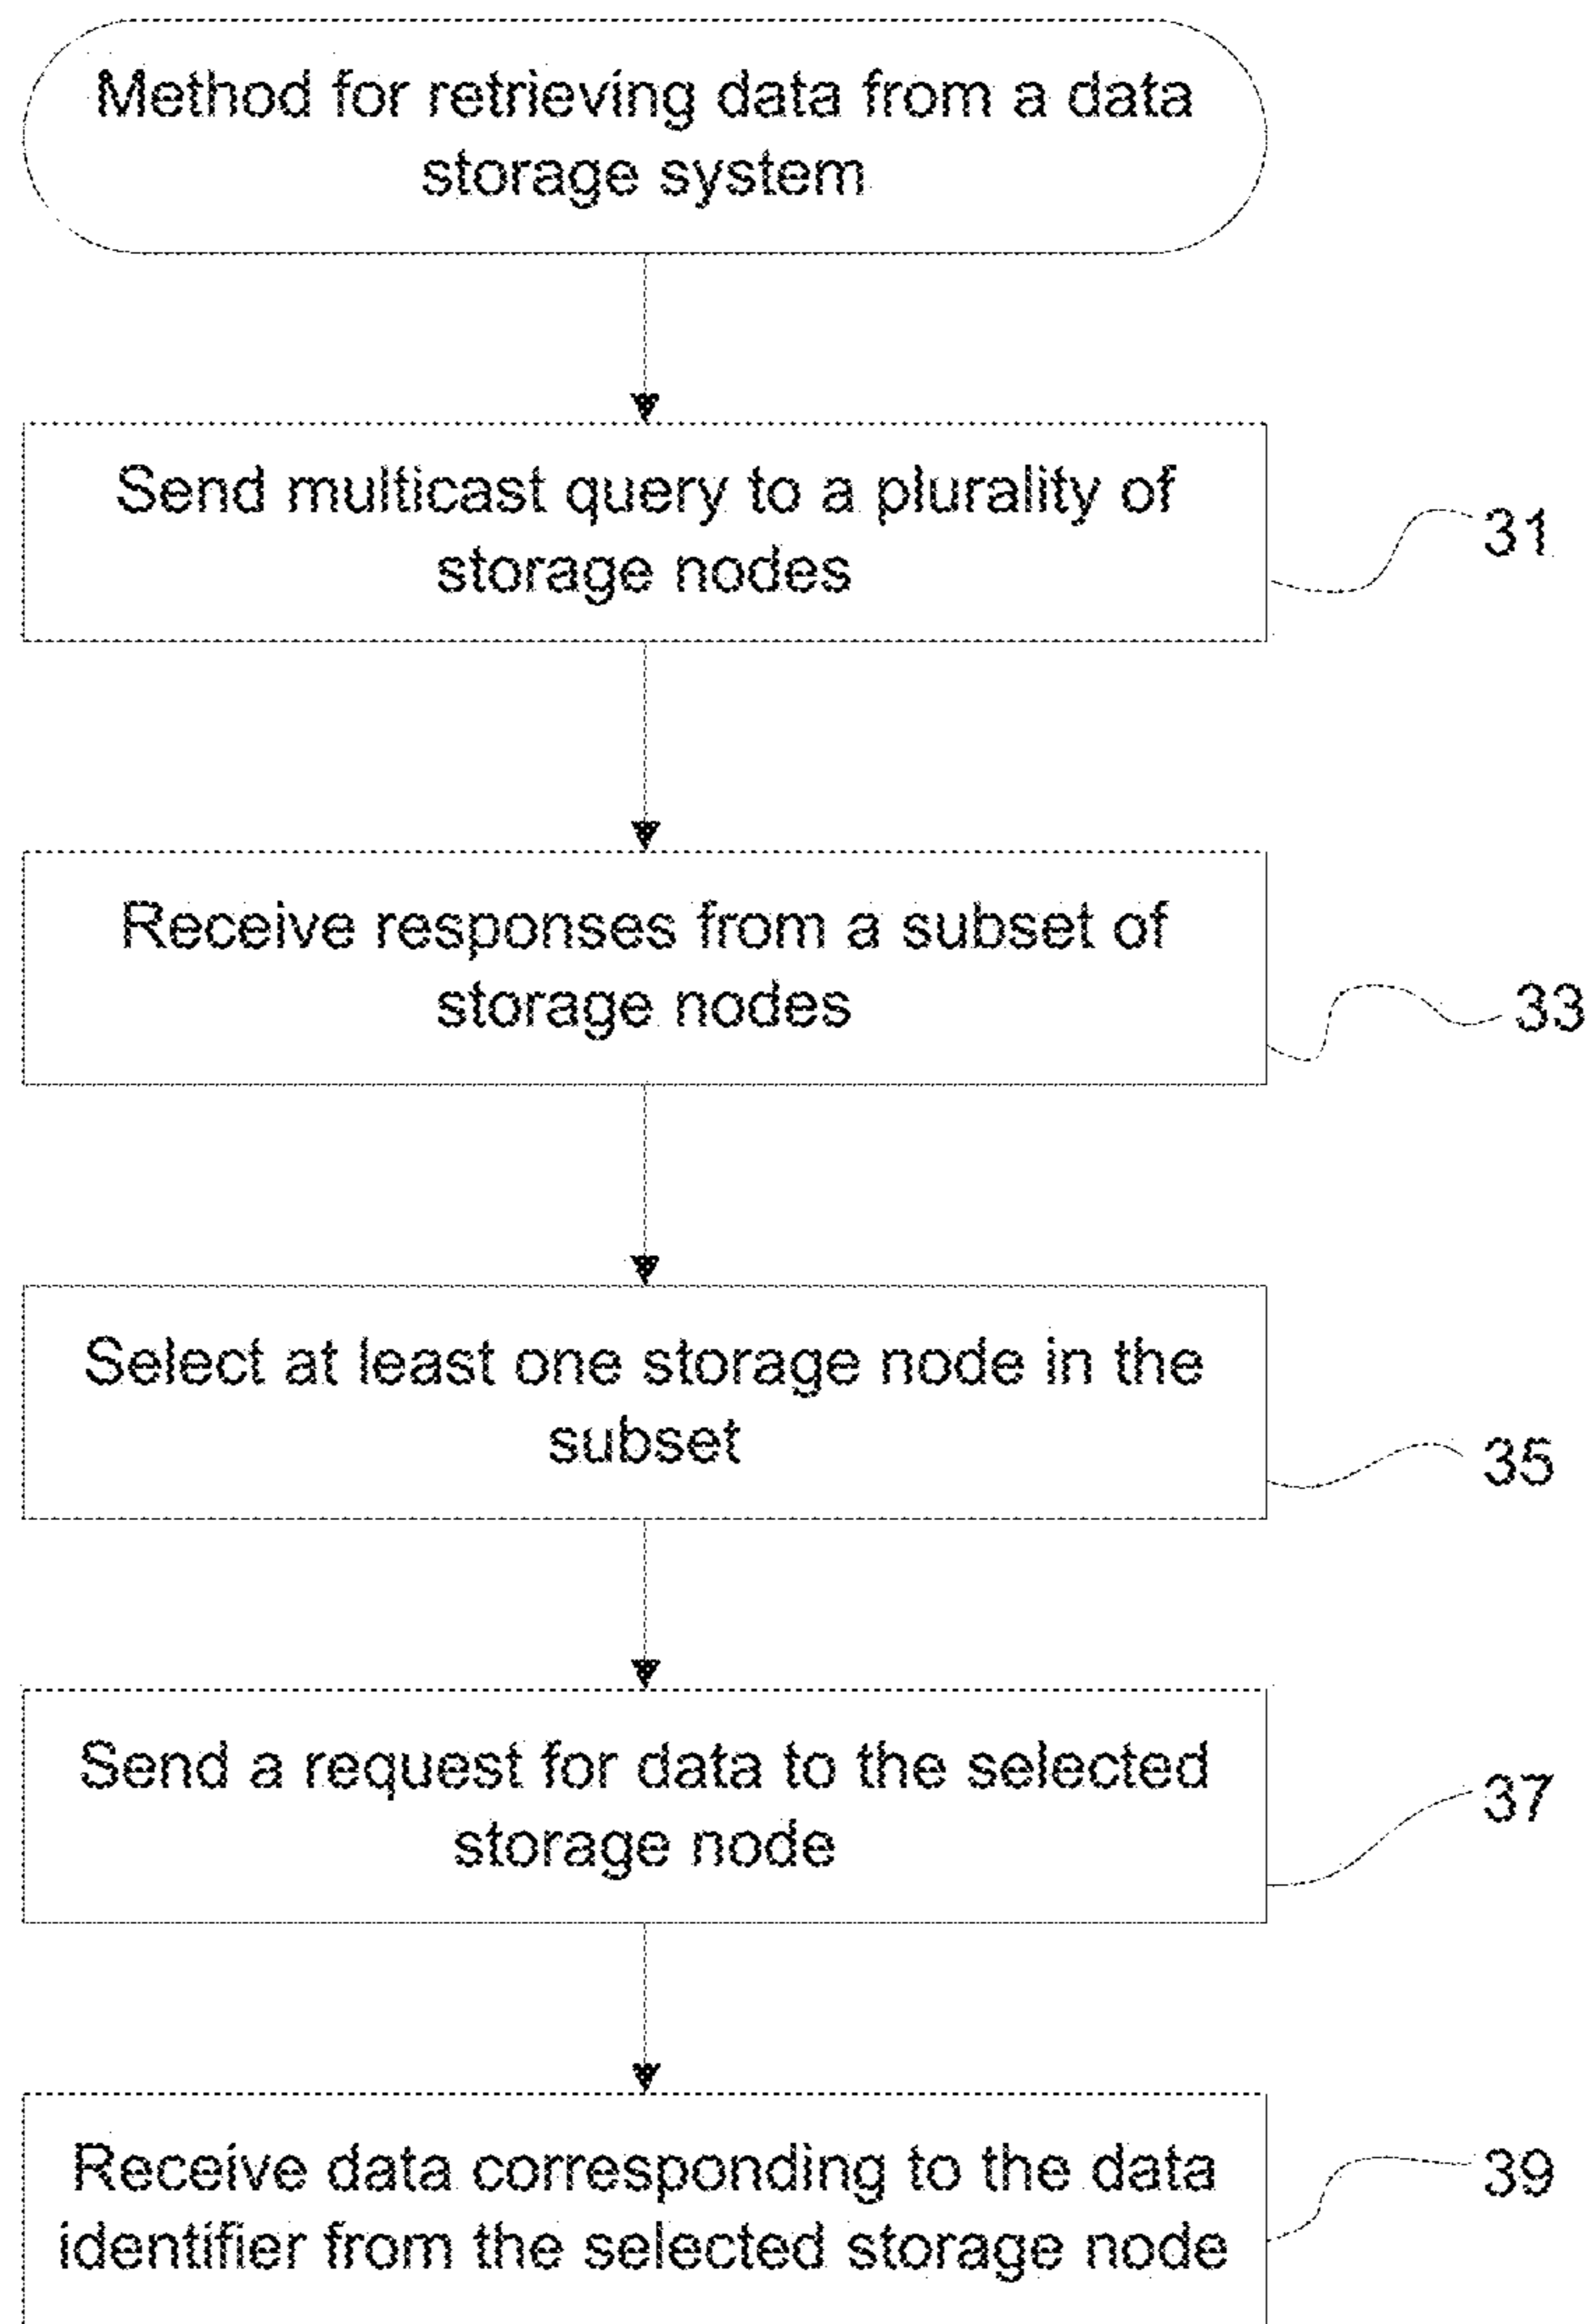 Method for retrieving data from a data
storage system
Send multicast query to a plurality of
storage nodes
31
Receive responses from a subset of
storage nodes
33
Select at least one storage node in the
subset
35
Send a request for data to the selected
storage node
37
Receive data corresponding to the data
identifier from the selected storage node
39